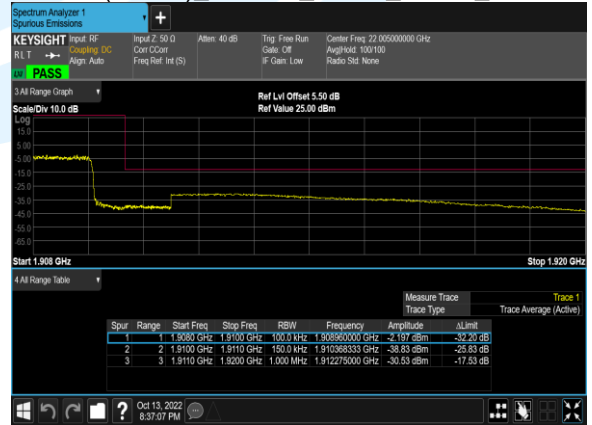 Spectrum Analyzer 1
Spurious Emissions
+
KEYSIGHT Input: RF Input Z: 50 Ω Atten: 40 dB Trig: Free Run Center Freq: 22.005000000 GHz
RLT Coupling: DC Corr CCorr Gate: Off Avg|Hold: 100/100
Align: Auto Freq Ref: Int (S) IF Gain: Low Radio Std: None
PASS
3 All Range Graph Ref Lvl Offset 5.50 dB
Scale/Div 10.0 dB Ref Value 25.00 dBm
Log
15.0
5.00
-5.00
-15.0
-25.0
-35.0
-45.0
-55.0
-65.0
Start 1.908 GHz Stop 1.920 GHz
4 All Range Table
Measure Trace Trace 1
Trace Type Trace Average (Active)
Spur Range Start Freq Stop Freq RBW Frequency Amplitude ΔLimit
1 1 1.9080 GHz 1.9100 GHz 100.0 kHz 1.908960000 GHz -2.197 dBm -32.20 dB
2 2 1.9100 GHz 1.9110 GHz 150.0 kHz 1.910368333 GHz -38.83 dBm -25.83 dB
3 3 1.9110 GHz 1.9200 GHz 1.000 MHz 1.912275000 GHz -30.53 dBm -17.53 dB
? Oct 13, 2022
8:37:07 PM